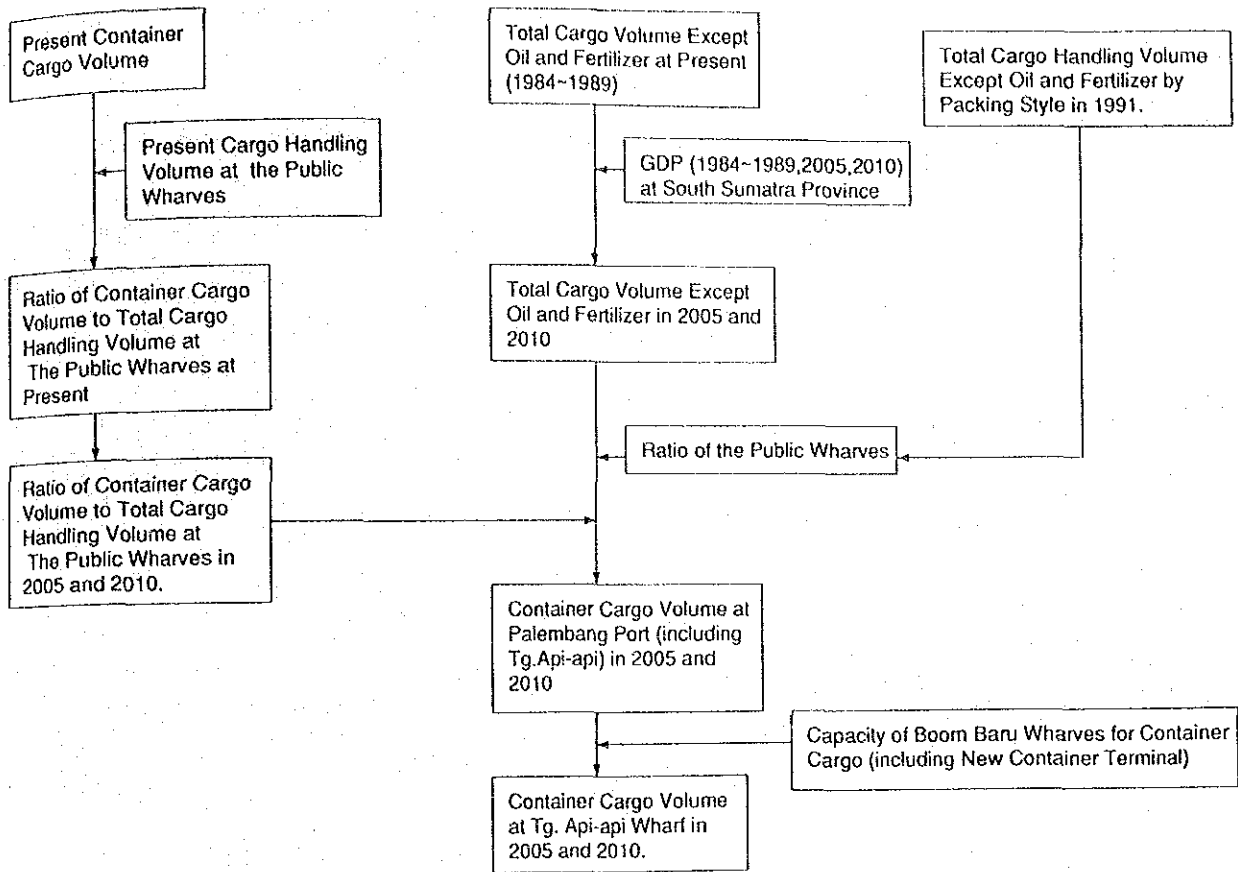 Present Container
Cargo Volume
Total Cargo Volume Except
Oil and Fertilizer at Present
(1984~1989)
Total Cargo Handling Volume
Except Oil and Fertilizer by
Packing Style in 1991.
Present Cargo Handling
Volume at the Public
Wharves
GDP (1984~1989,2005,2010)
at South Sumatra Province
Ratio of Container Cargo
Volume to Total Cargo
Handling Volume at
The Public Wharves at
Present
Total Cargo Volume Except
Oil and Fertilizer in 2005 and
2010
Ratio of the Public Wharves
Ratio of Container Cargo
Volume to Total Cargo
Handling Volume at
The Public Wharves in
2005 and 2010.
Container Cargo Volume at
Palembang Port (including
Tg.Api-api) in 2005 and
2010
Capacity of Boom Baru Wharves for Container
Cargo (including New Container Terminal)
Container Cargo Volume
at Tg. Api-api Wharf in
2005 and 2010.